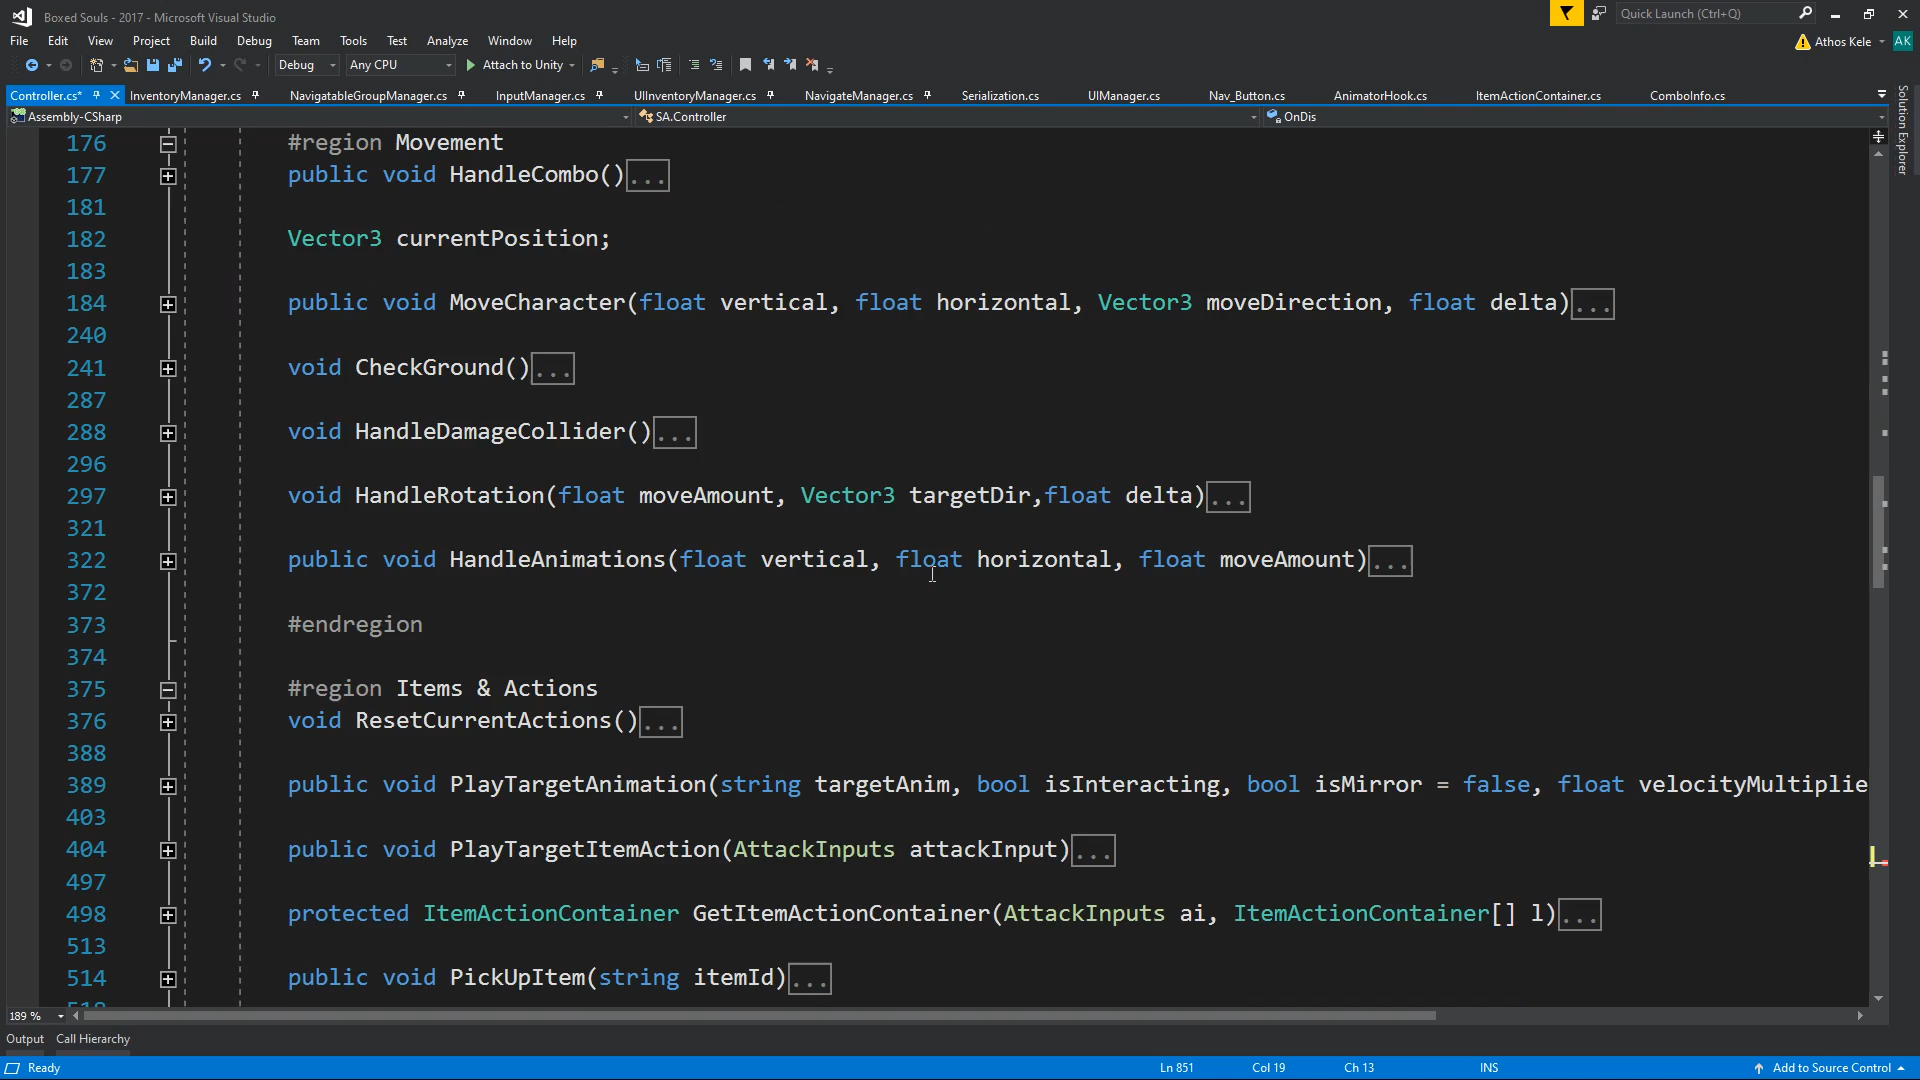 Boxed Souls - 2017 - Microsoft Visual Studio
Quick Launch (Ctrl+Q)
File Edit View Project Build Debug Team Tools Test Analyze Window Help
Athos Kele AK
Debug Any CPU Attach to Unity
Controller.cs* InventoryManager.cs NavigatableGroupManager.cs InputManager.cs UIInventoryManager.cs NavigateManager.cs Serialization.cs UIManager.cs Nav_Button.cs AnimatorHook.cs ItemActionContainer.cs ComboInfo.cs
Solution Explorer
Assembly-CSharp SA.Controller OnDis
176 #region Movement
177 public void HandleCombo()...
181
182 Vector3 currentPosition;
183
184 public void MoveCharacter(float vertical, float horizontal, Vector3 moveDirection, float delta)...
240
241 void CheckGround()...
287
288 void HandleDamageCollider()...
296
297 void HandleRotation(float moveAmount, Vector3 targetDir,float delta)...
321
322 public void HandleAnimations(float vertical, float horizontal, float moveAmount)...
372
373 #endregion
374
375 #region Items & Actions
376 void ResetCurrentActions()...
388
389 public void PlayTargetAnimation(string targetAnim, bool isInteracting, bool isMirror = false, float velocityMultiplie
403
404 public void PlayTargetItemAction(AttackInputs attackInput)...
497
498 protected ItemActionContainer GetItemActionContainer(AttackInputs ai, ItemActionContainer[] l)...
513
514 public void PickUpItem(string itemId)...
518
189 %
Output Call Hierarchy
Ready Ln 851 Col 19 Ch 13 INS Add to Source Control